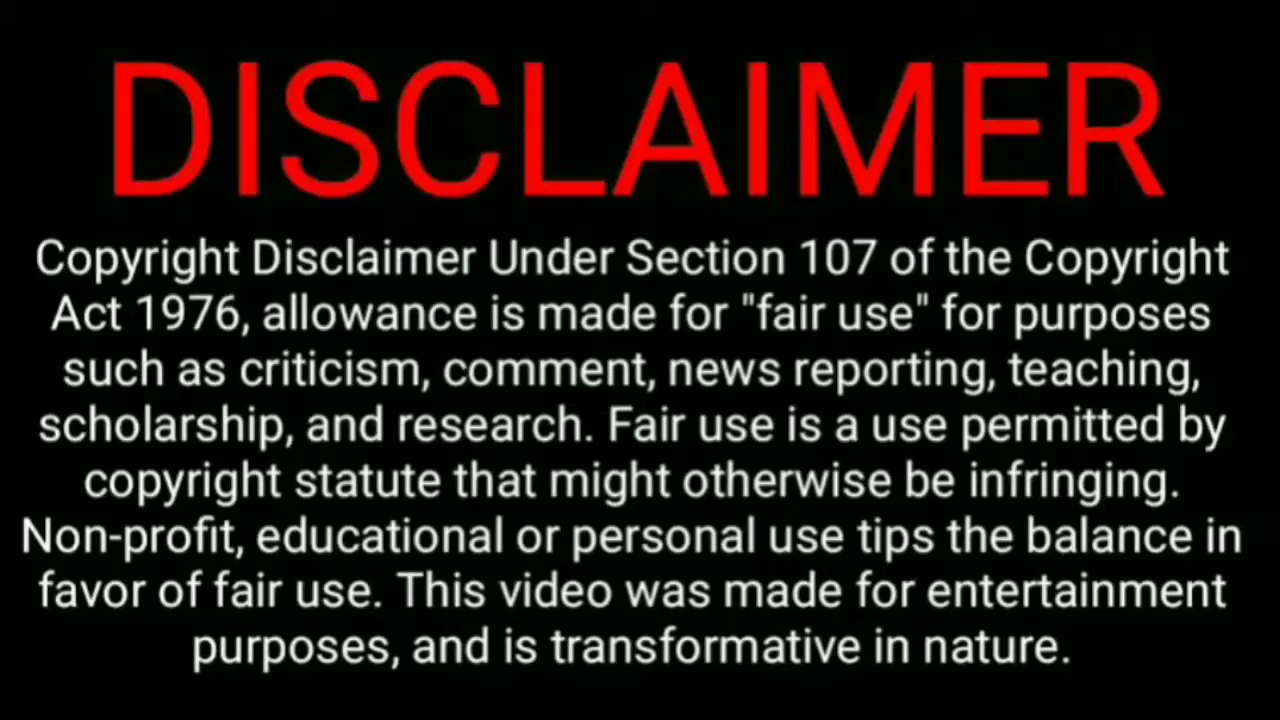 DISCLAIMER
Copyright Disclaimer Under Section 107 of the Copyright
Act 1976, allowance is made for "fair use" for purposes
such as criticism, comment, news reporting, teaching,
scholarship, and research. Fair use is a use permitted by
copyright statute that might otherwise be infringing.
Non-profit, educational or personal use tips the balance in
favor of fair use. This video was made for entertainment
purposes, and is transformative in nature.